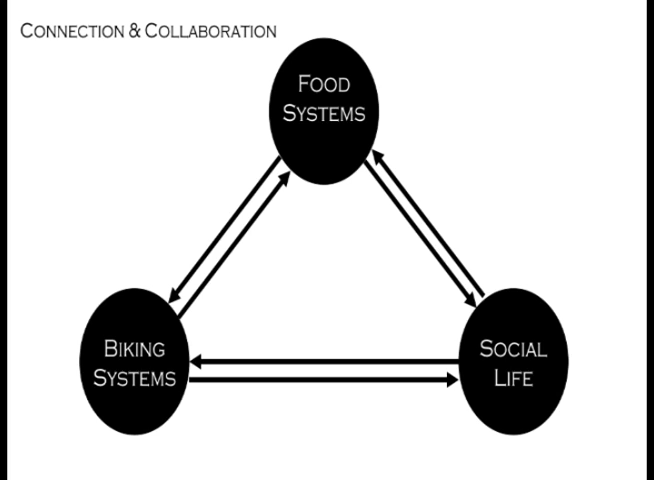 CONNECTION & COLLABORATION
FOOD
SYSTEMS
BIKING
SYSTEMS
SOCIAL
LIFE